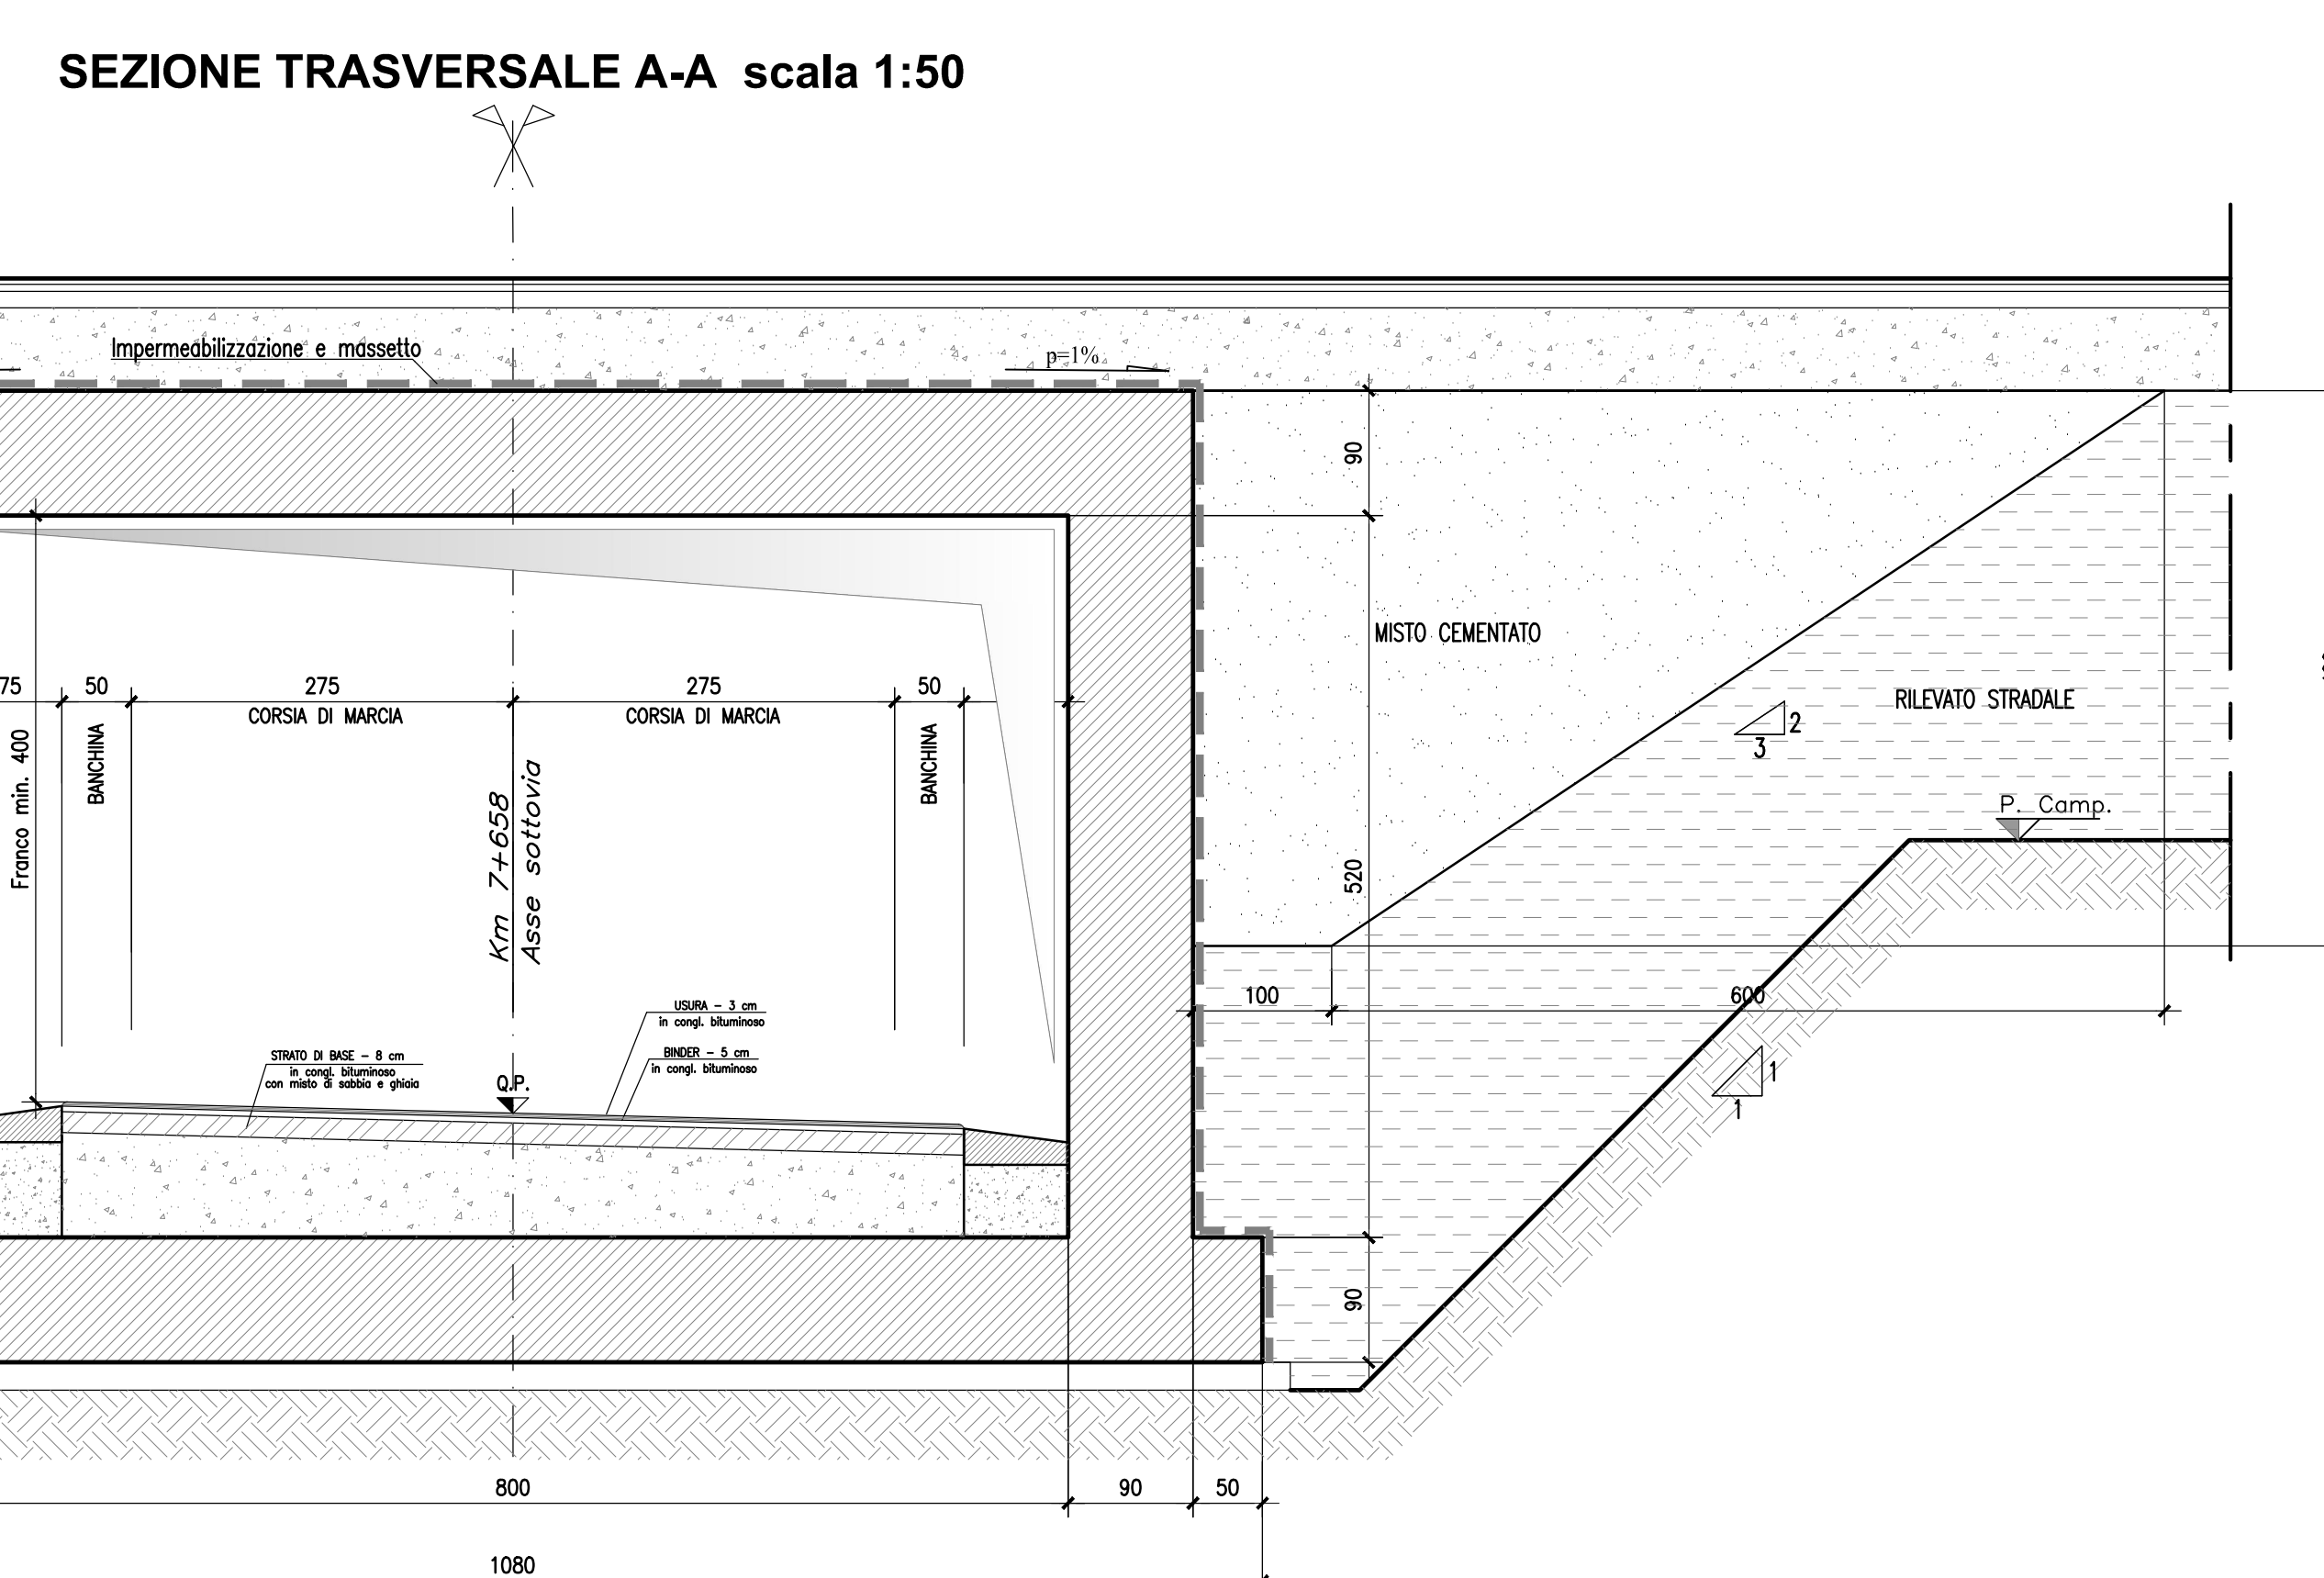 SEZIONE TRASVERSALE A-A scala 1:50
Impermeabilizzazione e massetto
p=1%
90
MISTO CEMENTATO
75
50
275
275
50
CORSIA DI MARCIA
CORSIA DI MARCIA
BANCHINA
BANCHINA
Franco min. 400
Km 7+658
Asse sottovia
RILEVATO STRADALE
2
3
P. Camp.
520
100
600
USURA - 3 cm
in congl. bituminoso
BINDER - 5 cm
in congl. bituminoso
STRATO DI BASE - 8 cm
in congl. bituminoso
con misto di sabbia e ghiaia
Q.P.
1
1
90
800
90
50
1080